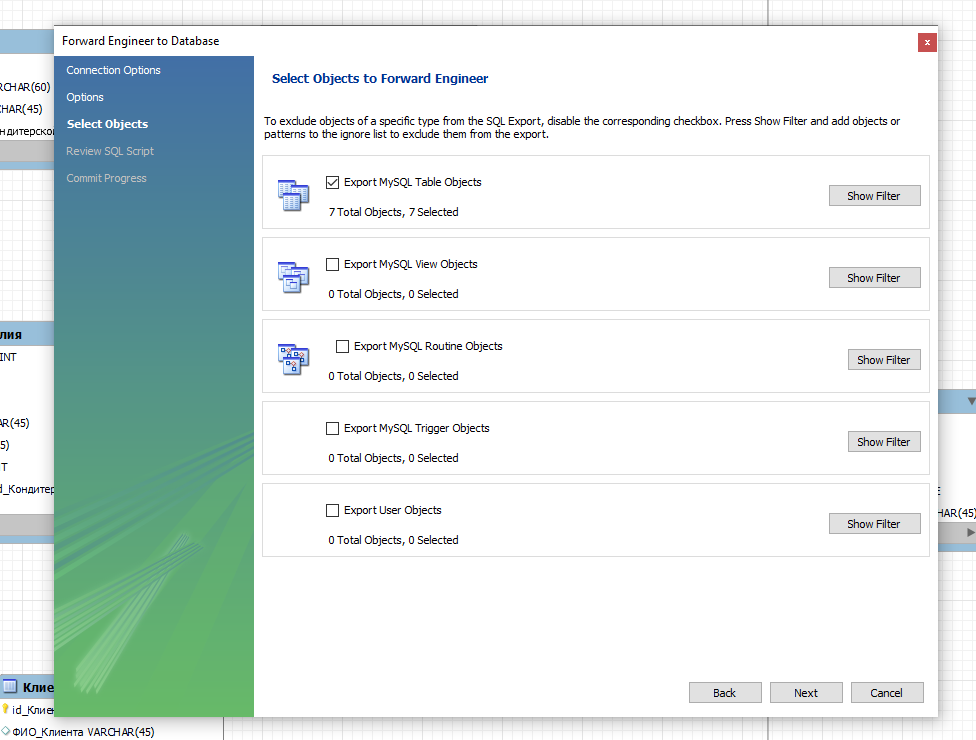 Forward Engineer to Database
x
Connection Options
Options
Select Objects
Review SQL Script
Commit Progress
Select Objects to Forward Engineer
To exclude objects of a specific type from the SQL Export, disable the corresponding checkbox. Press Show Filter and add objects or
patterns to the ignore list to exclude them from the export.
Export MySQL Table Objects
7 Total Objects, 7 Selected
Show Filter
Export MySQL View Objects
0 Total Objects, 0 Selected
Show Filter
Export MySQL Routine Objects
0 Total Objects, 0 Selected
Show Filter
Export MySQL Trigger Objects
0 Total Objects, 0 Selected
Show Filter
Export User Objects
0 Total Objects, 0 Selected
Show Filter
Back
Next
Cancel
RCHAR(60)
CHAR(45)
ндитерско
лия
INT
AR(45)
5)
T
d_Кондитер
E
HAR(45)
Клие
id_Клие
ФИО_Клиента VARCHAR(45)